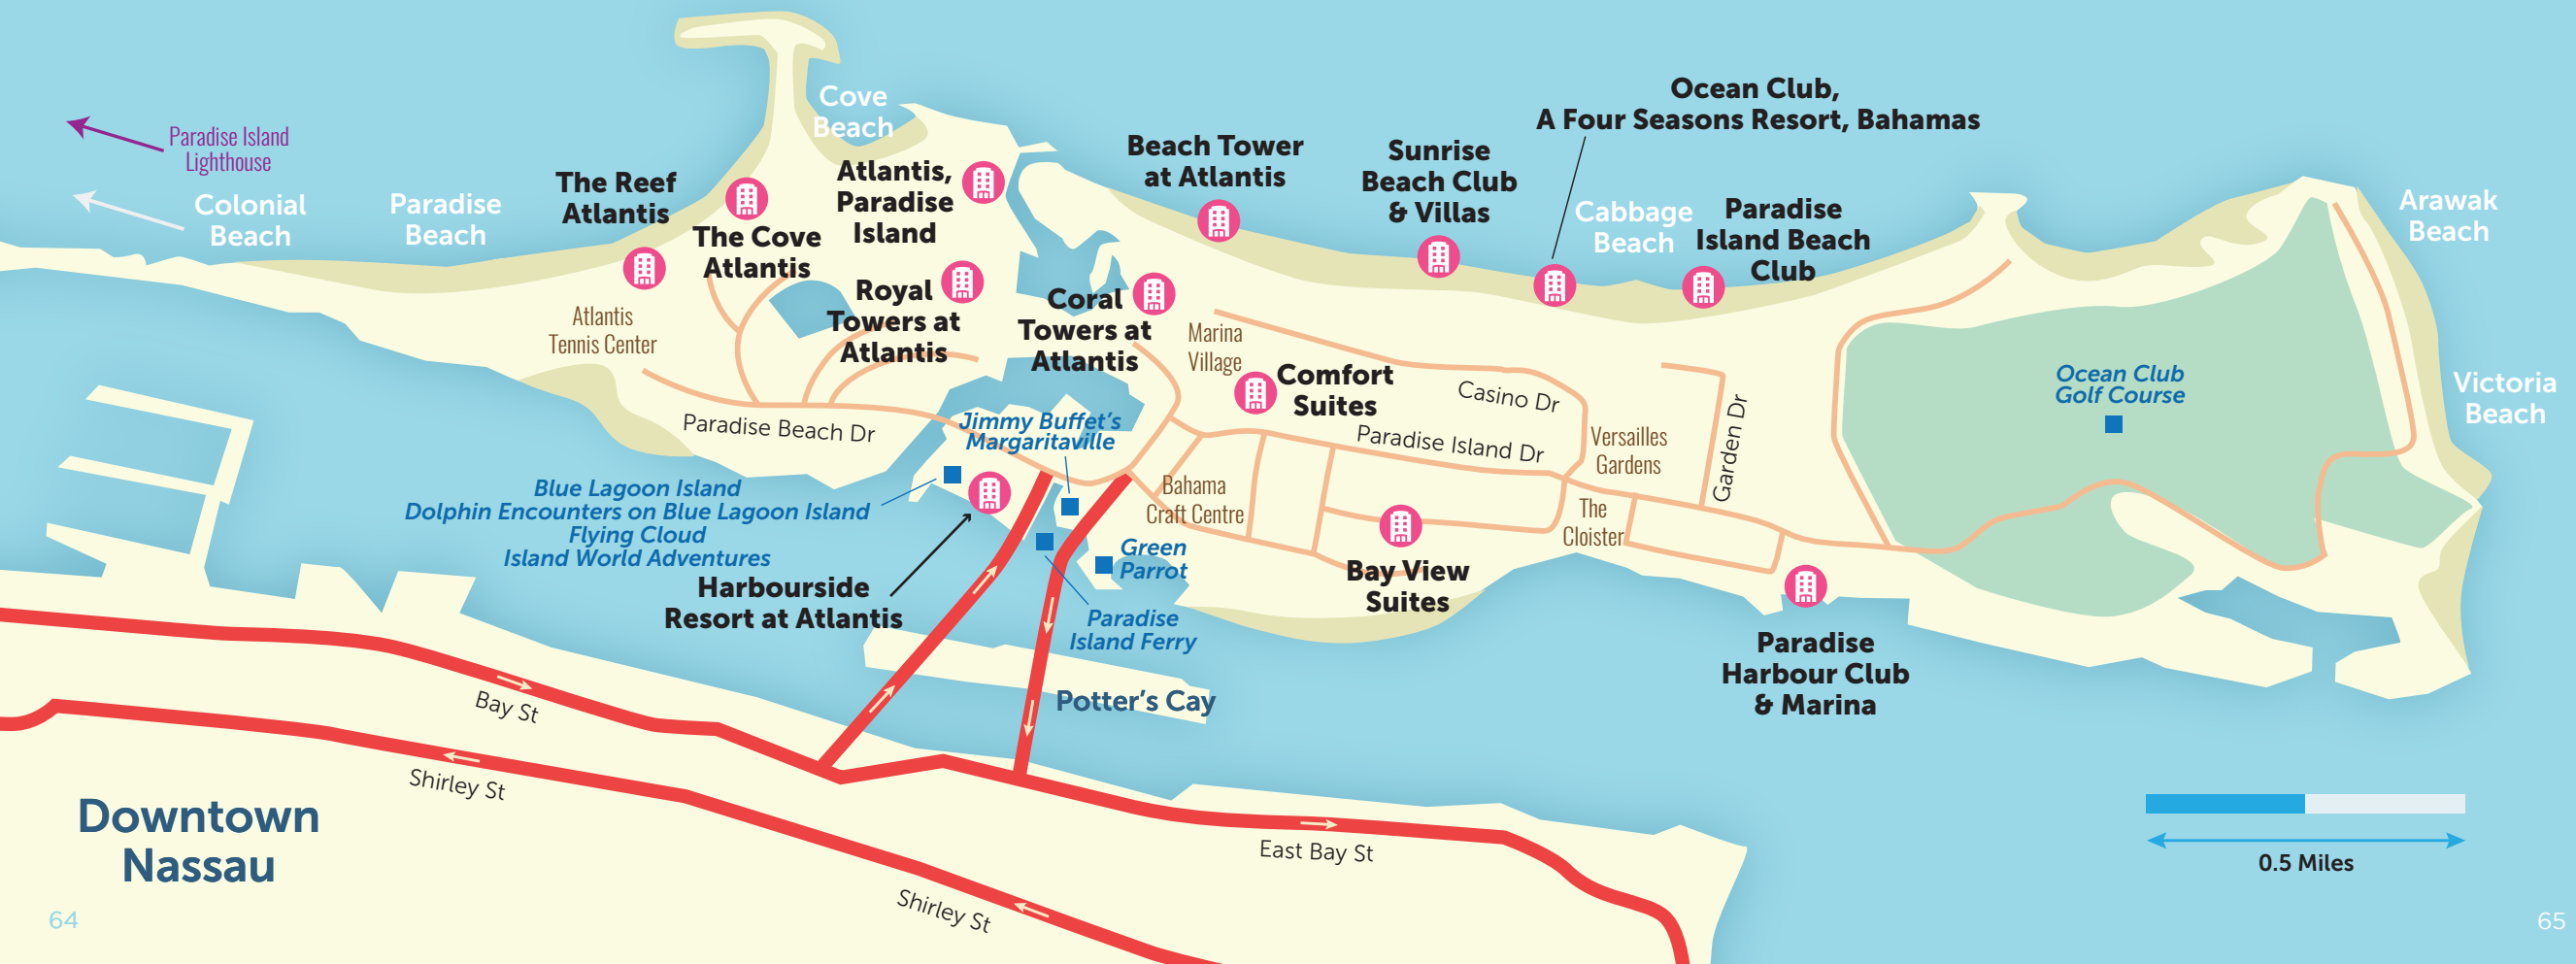 Paradise Island
Lighthouse
Colonial
Beach
Paradise
Beach
The Reef
Atlantis
Cove
Beach
The Cove
Atlantis
Atlantis,
Paradise
Island
Royal
Towers at
Atlantis
Coral
Towers at
Atlantis
Beach Tower
at Atlantis
Sunrise
Beach Club
& Villas
Ocean Club,
A Four Seasons Resort, Bahamas
Cabbage
Beach
Paradise
Island Beach
Club
Arawak
Beach
Victoria
Beach
Atlantis
Tennis Center
Marina
Village
Comfort
Suites
Casino Dr
Paradise Island Dr
Versailles
Gardens
Garden Dr
Ocean Club
Golf Course
Paradise Beach Dr
Jimmy Buffet’s
Margaritaville
Blue Lagoon Island
Dolphin Encounters on Blue Lagoon Island
Flying Cloud
Island World Adventures
Harbourside
Resort at Atlantis
Bahama
Craft Centre
Green
Parrot
Paradise
Island Ferry
Bay View
Suites
The
Cloister
Paradise
Harbour Club
& Marina
Potter’s Cay
Bay St
Shirley St
East Bay St
Shirley St
Downtown
Nassau
0.5 Miles
64
65